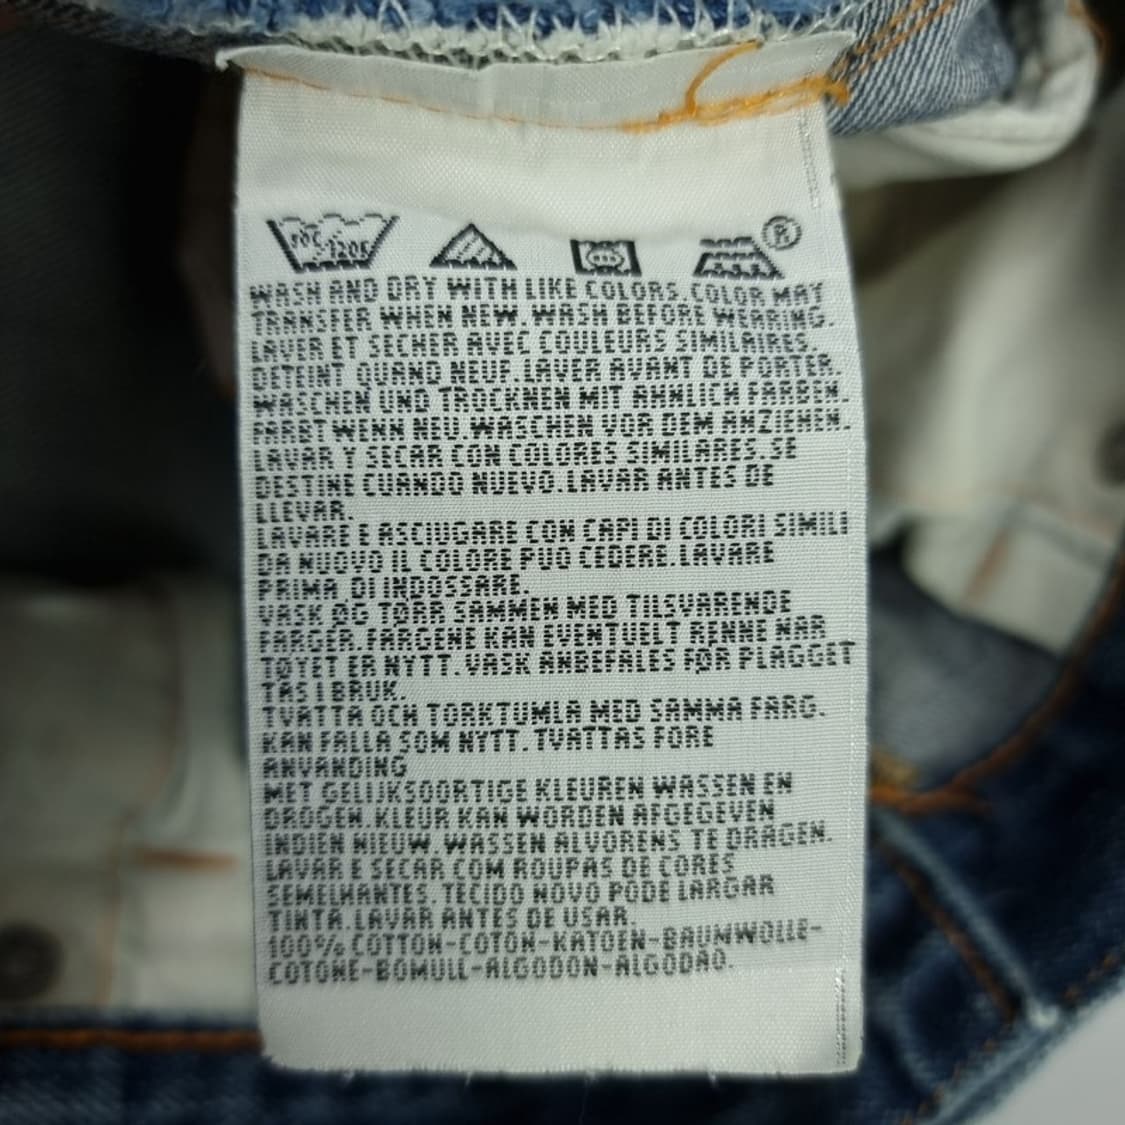 120F
®
WASH AND DRY WITH LIKE COLORS.COLOR MAY
TRANSFER WHEN NEW.WASH BEFORE WEARING.
LAVER ET SECHER AVEC COULEURS SIMILAIRES.
DETEINT QUAND NEUF.LAVER AVANT DE PORTER.
WASCHEN UND TROCKNEN MIT AHNLICH FARBEN.
FARBT WENN NEU.WASCHEN VOR DEM ANZIEHEN.
LAVAR Y SECAR CON COLORES SIMILARES.SE
DESTINE CUANDO NUEVO.LAVAR ANTES DE
LLEVAR.
LAVARE E ASCIUGARE CON CAPI DI COLORI SIMILI
DA NUOVO IL COLORE PUO CEDERE.LAVARE
PRIMA DI INDOSSARE.
VASK OG TØRR SAMMEN MED TILSVARENDE
FARGER.FARGENE KAN EVENTUELT RENNE NAR
TØYET ER NYTT.VASK ANBEFALES FØR PLAGGET
TAS I BRUK.
TVATTA OCH TORKTUMLA MED SAMMA FARG.
KAN FALLA SOM NYTT.TVATTAS FORE
ANVANDING
MET GELIJKSOORTIGE KLEUREN WASSEN EN
DROGEN.KLEUR KAN WORDEN AFGEGEVEN
INDIEN NIEUW.WASSEN ALVORENS TE DRAGEN.
LAVAR E SECAR COM ROUPAS DE CORES
SEMELHANTES.TECIDO NOVO PODE LARGAR
TINTA.LAVAR ANTES DE USAR.
100% COTTON-COTON-KATOEN-BAUMWOLLE-
COTONE-BOMULL-ALGODON-ALGODAO.